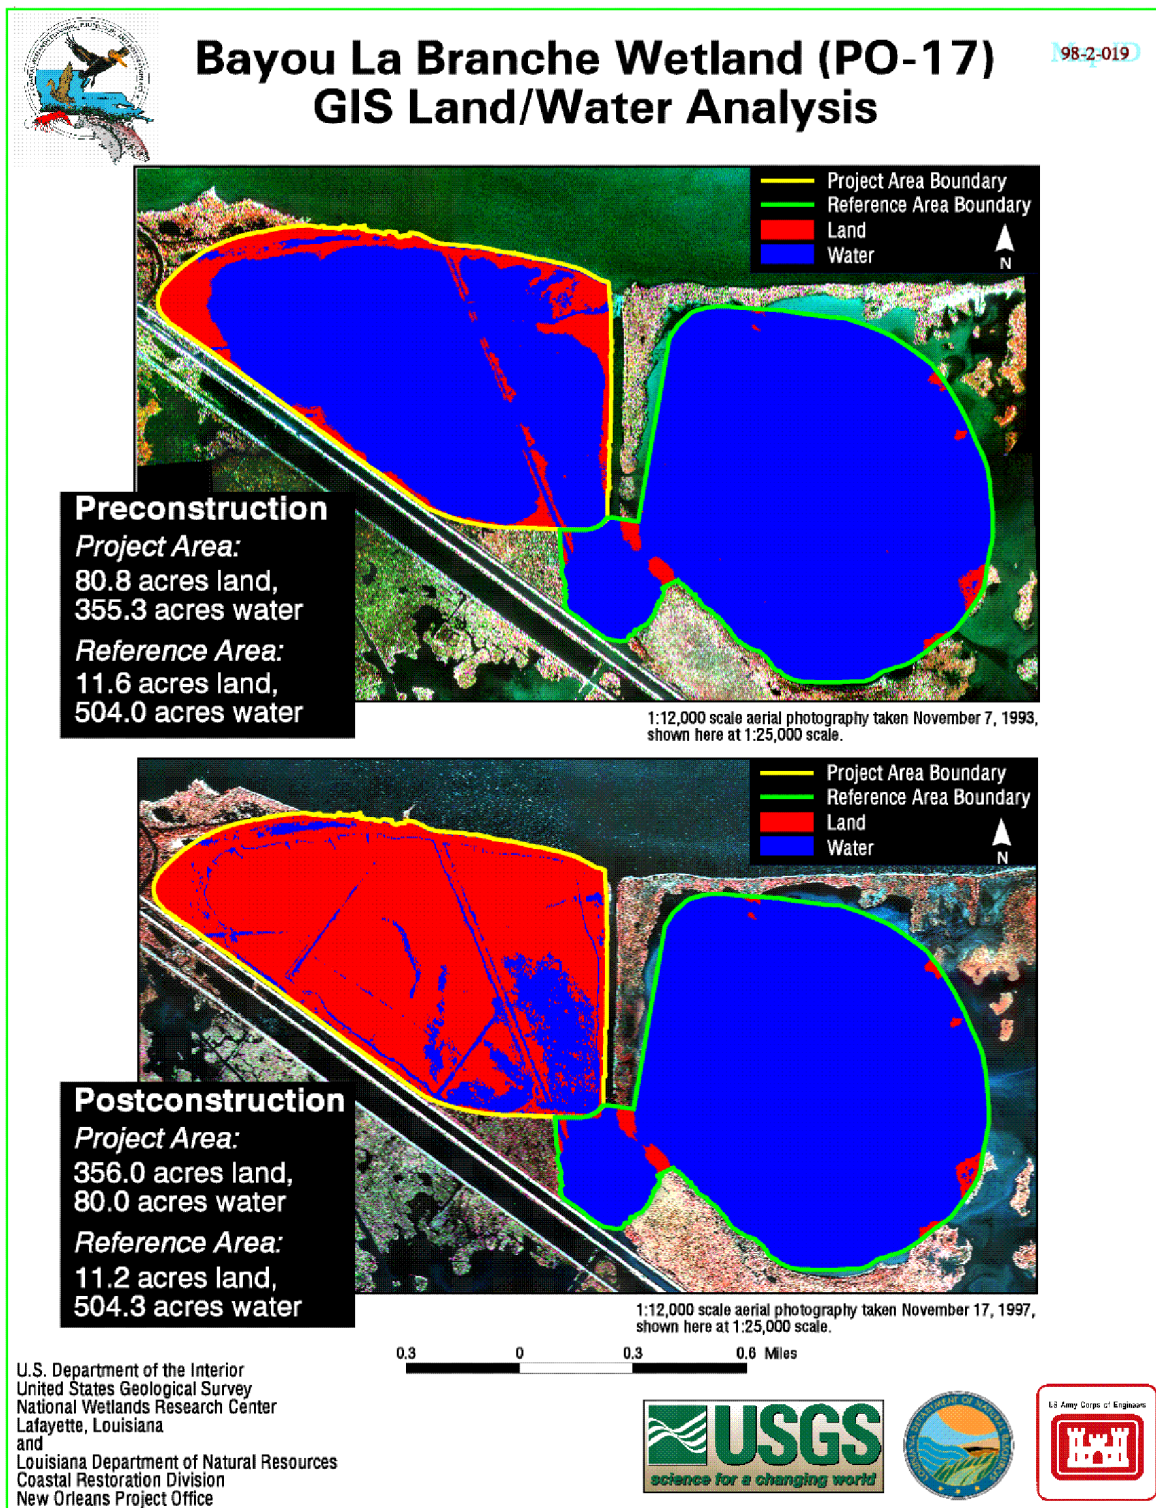 Bayou La Branche Wetland (PO-17)
GIS Land/Water Analysis
98-2-019
Project Area Boundary
Reference Area Boundary
Land
Water
N
Preconstruction
Project Area:
80.8 acres land,
355.3 acres water
Reference Area:
11.6 acres land,
504.0 acres water
1:12,000 scale aerial photography taken November 7, 1993,
shown here at 1:25,000 scale.
Project Area Boundary
Reference Area Boundary
Land
Water
N
Postconstruction
Project Area:
356.0 acres land,
80.0 acres water
Reference Area:
11.2 acres land,
504.3 acres water
1:12,000 scale aerial photography taken November 17, 1997,
shown here at 1:25,000 scale.
0.3 0 0.3 0.6 Miles
U.S. Department of the Interior
United States Geological Survey
National Wetlands Research Center
Lafayette, Louisiana
and
Louisiana Department of Natural Resources
Coastal Restoration Division
New Orleans Project Office
USGS
science for a changing world
LOUISIANA DEPARTMENT OF NATURAL RESOURCES
US Army Corps of Engineers